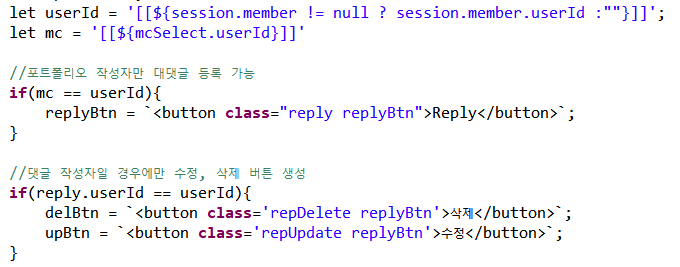 let userId = '[[${session.member != null ? session.member.userId :""}]]';
let mc = '[[${mcSelect.userId}]]'
//포트폴리오 작성자만 대댓글 등록 가능
if(mc == userId){
replyBtn = `<button class="reply replyBtn">Reply</button>`;
}
//댓글 작성자일 경우에만 수정, 삭제 버튼 생성
if(reply.userId == userId){
delBtn = `<button class='repDelete replyBtn'>삭제</button>`;
upBtn = `<button class='repUpdate replyBtn'>수정</button>`;
}